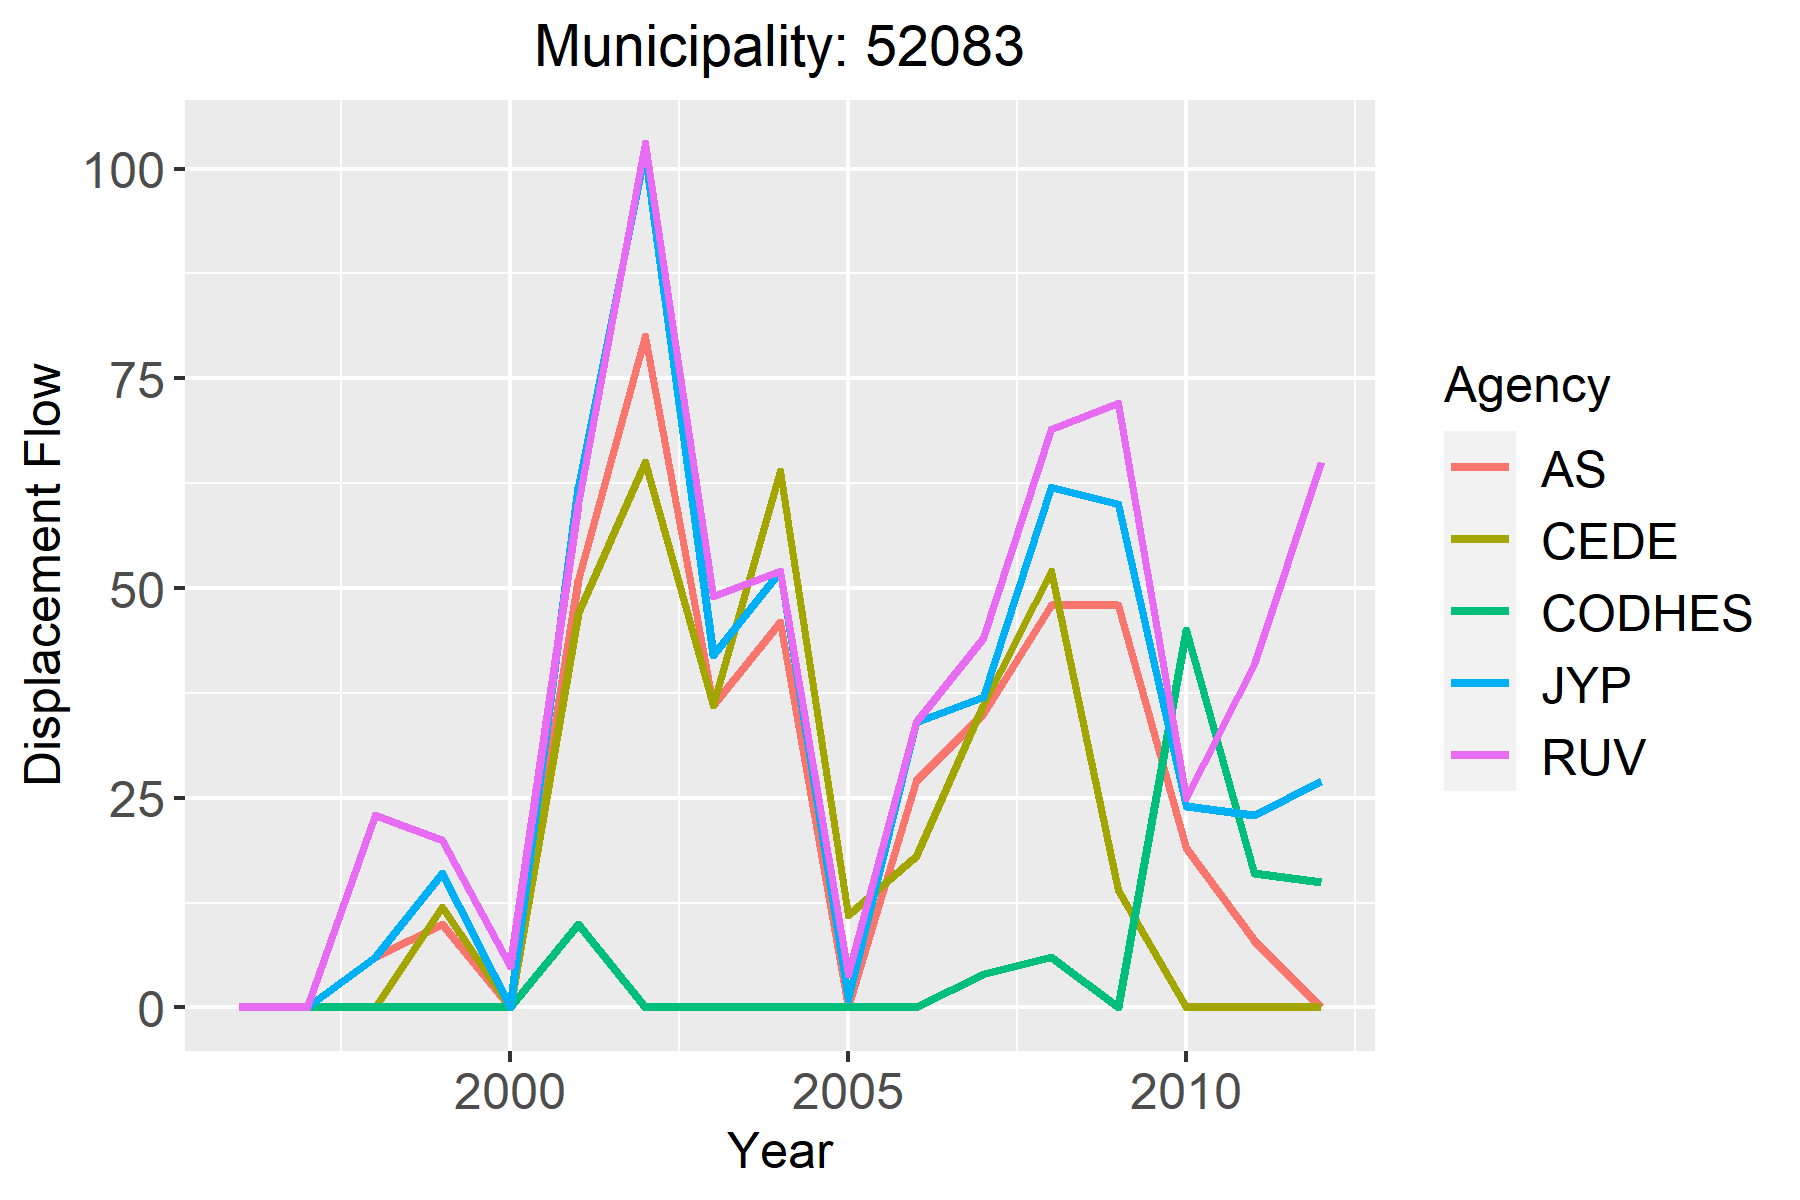 Municipality: 52083
Displacement Flow
100
75
50
25
0
2000 2005 2010
Year
Agency
AS
CEDE
CODHES
JYP
RUV